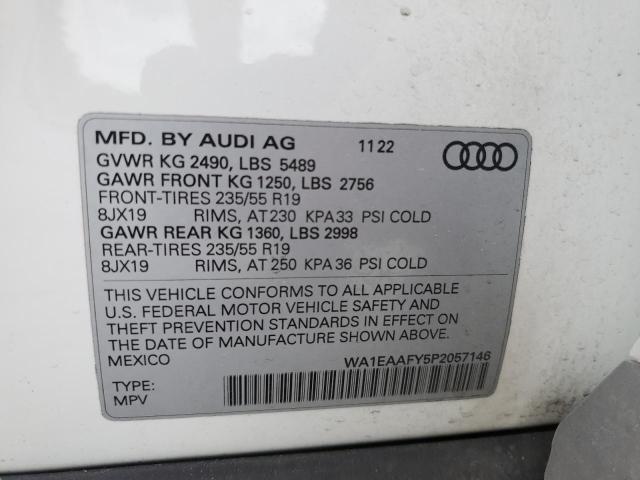 MFD. BY AUDI AG 11 22
GVWR KG 2490, LBS 5489
GAWR FRONT KG 1250, LBS 2756
FRONT-TIRES 235/55 R19
8JX19 RIMS, AT 230 KPA 33 PSI COLD
GAWR REAR KG 1360, LBS 2998
REAR-TIRES 235/55 R19
8JX19 RIMS, AT 250 KPA 36 PSI COLD
THIS VEHICLE CONFORMS TO ALL APPLICABLE
U.S. FEDERAL MOTOR VEHICLE SAFETY AND
THEFT PREVENTION STANDARDS IN EFFECT ON
THE DATE OF MANUFACTURE SHOWN ABOVE.
MEXICO WA1EAAFY5P2057146
TYPE:
MPV